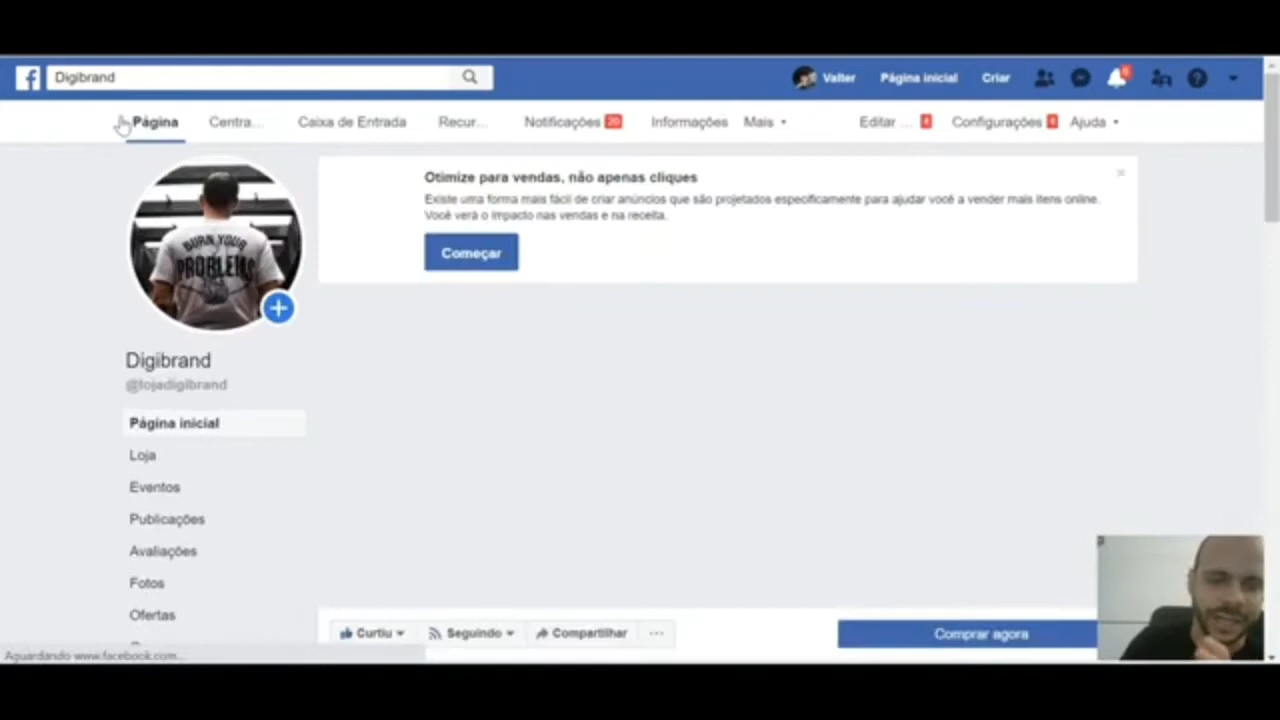 Digibrand
Valter
Página inicial
Criar
Página
Centra...
Caixa de Entrada
Recur...
Notificações 20
Informações
Mais
Editar ...
Configurações
Ajuda
Otimize para vendas, não apenas cliques
Existe uma forma mais fácil de criar anúncios que são projetados especificamente para ajudar você a vender mais itens online.
Você verá o impacto nas vendas e na receita.
Começar
BURN YOUR
PROBLEMS
Digibrand
@lojadigibrand
Página inicial
Loja
Eventos
Publicações
Avaliações
Fotos
Ofertas
Curtiu
Seguindo
Compartilhar
...
Comprar agora
Aguardando www.facebook.com...